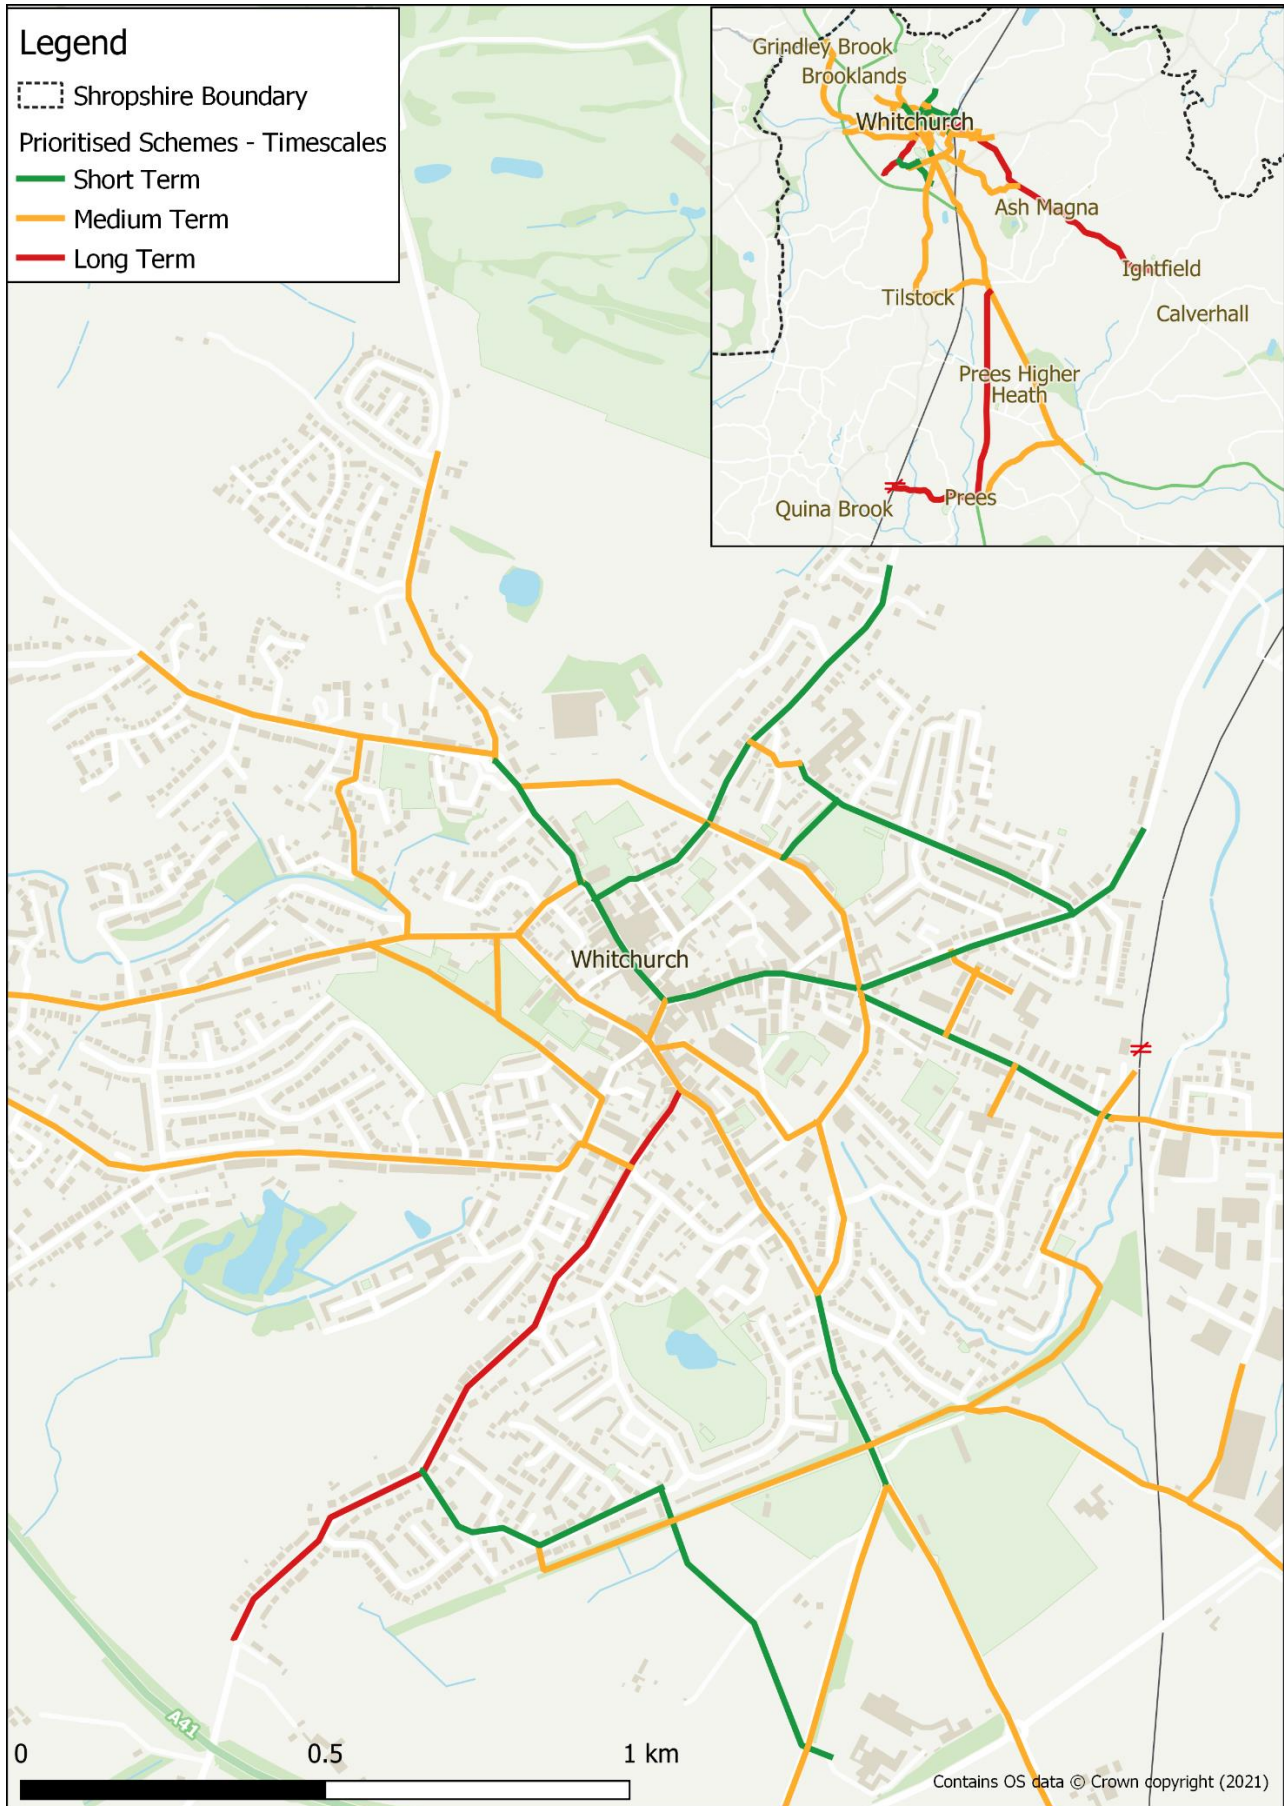 Legend
Shropshire Boundary
Prioritised Schemes - Timescales
Short Term
Medium Term
Long Term
Grindley Brook
Brooklands
Whitchurch
Ash Magna
Ightfield
Tilstock
Calverhall
Prees Higher
Heath
Prees
Quina Brook
Whitchurch
A41
0 0.5 1 km
Contains OS data © Crown copyright (2021)